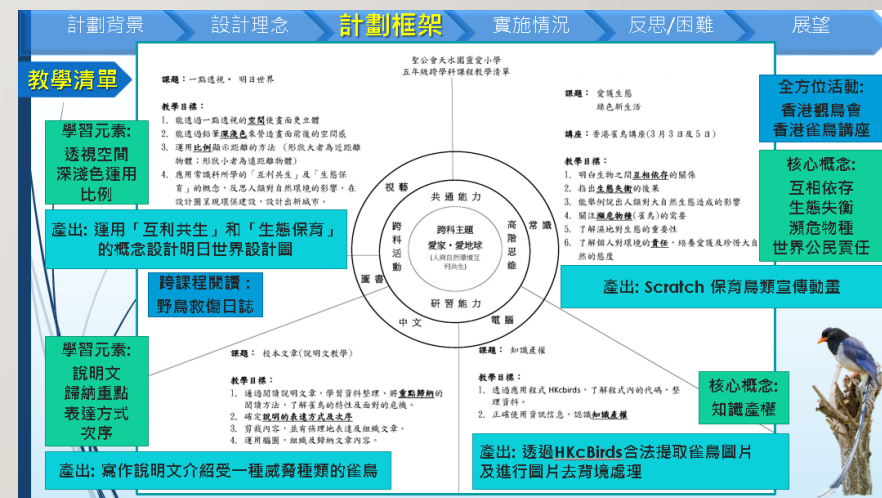 計劃背景
設計理念
計劃框架
實施情況
反思/困難
展望
教學清單
聖公會天水圍靈愛小學
五年級跨學科課程教學清單
課題：一點透視· 明日世界
教學目標：
1. 能透過一點透視的空間使畫面更立體
2. 能透過鉛筆深淺色來營造畫面前後的空間感
3. 運用比例顯示距離的方法 (形狀大者為近距離
物體；形狀小者為遠距離物體)
4. 應用常識科所學的「互利共生」及「生態保
育」的概念，反思人類對自然環境的影響，在
設計圖呈現環保建設，設計出新城市。
學習元素:
透視空間
深淺色運用
比例
產出: 運用「互利共生」和「生態保育」
的概念設計明日世界設計圖
跨課程閱讀：
野鳥救傷日誌
課題： 愛護生態
綠色新生活
講座：香港雀鳥講座(3 月 3 日及 5 日)
教學目標：
1. 明白生物之間互相依存的關係
2. 指出生態失衡的後果
3. 能舉例說出人類對大自然生態造成的影響
4. 關注瀕危物種(雀鳥)的需要
5. 了解濕地對生態的重要性
6. 了解個人對環境的責任，培養愛護及珍惜大自
然的態度
全方位活動:
香港觀鳥會
香港雀鳥講座
核心概念:
互相依存
生態失衡
瀕危物種
世界公民責任
產出: Scratch 保育鳥類宣傳動畫
視藝
常識
圖書
中文
電腦
共通能力
跨科活動
高階思維
研習能力
跨科主題
愛家·愛地球
(人與自然環境互
利共生)
學習元素:
說明文
歸納重點
表達方式
次序
課題： 校本文章(說明文教學)
教學目標：
1. 通過閱讀說明文章，學習資料整理，將重點歸納的
閱讀方法，了解雀鳥的特性及面對的危機。
2. 確定說明的表達方式及次序
3. 剪裁內容，並有條理地表達及組織文章。
4. 運用腦圖，組織及歸納文章內容。
產出: 寫作說明文介紹受一種威脅種類的雀鳥
課題： 知識產權
教學目標：
1. 透過應用程式 HKcbirds，了解程式內的代碼，整
理資料。
2. 正確使用資訊信息，認識知識產權
核心概念:
知識產權
產出: 透過HKcBirds合法提取雀鳥圖片
及進行圖片去背境處理